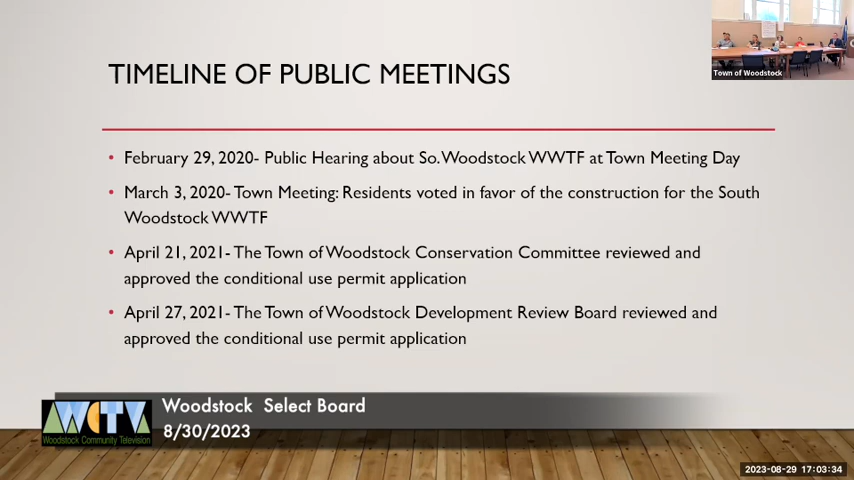 Town of Woodstock
TIMELINE OF PUBLIC MEETINGS
• February 29, 2020- Public Hearing about So. Woodstock WWTF at Town Meeting Day
• March 3, 2020- Town Meeting: Residents voted in favor of the construction for the South
Woodstock WWTF
• April 21, 2021- The Town of Woodstock Conservation Committee reviewed and
approved the conditional use permit application
• April 27, 2021- The Town of Woodstock Development Review Board reviewed and
approved the conditional use permit application
WCTV
Woodstock Community Television
Woodstock Select Board
8/30/2023
2023-08-29 17:03:34